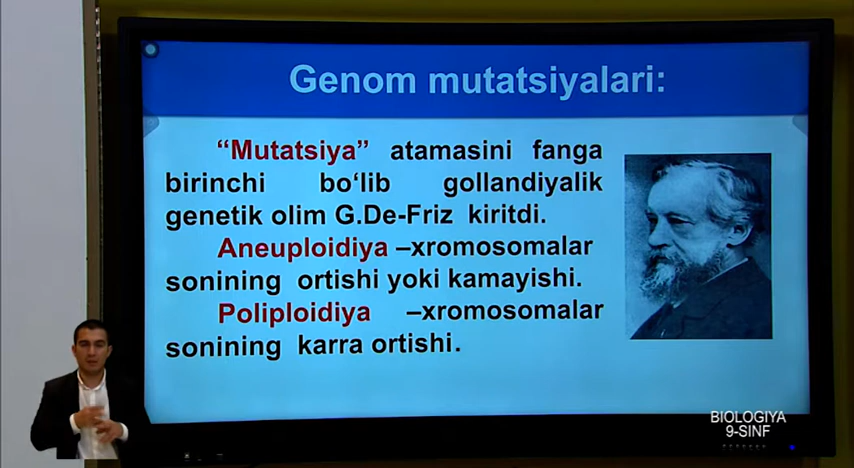 Genom mutatsiyalari:
“Mutatsiya” atamasini fanga
birinchi bo‘lib gollandiyalik
genetik olim G.De-Friz kiritdi.
Aneuploidiya –xromosomalar
sonining ortishi yoki kamayishi.
Poliploidiya –xromosomalar
sonining karra ortishi.
BIOLOGIYA
9-SINF